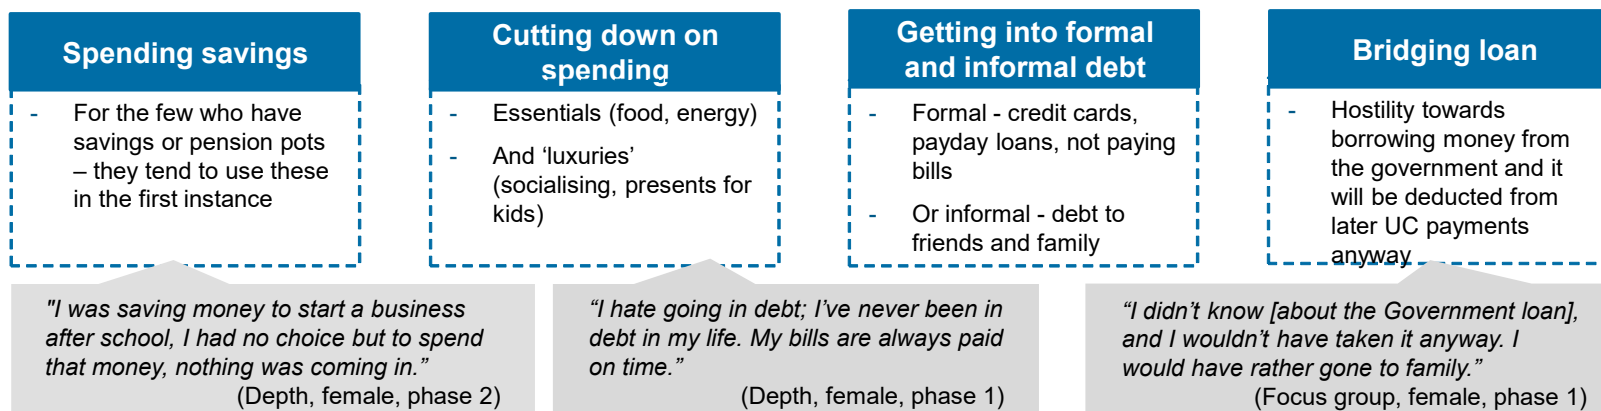 Spending savings
- For the few who have
savings or pension pots
– they tend to use these
in the first instance
Cutting down on
spending
- Essentials (food, energy)
- And ‘luxuries’
(socialising, presents for
kids)
Getting into formal
and informal debt
- Formal - credit cards,
payday loans, not paying
bills
- Or informal - debt to
friends and family
Bridging loan
- Hostility towards
borrowing money from
the government and it
will be deducted from
later UC payments
anyway
"I was saving money to start a business
after school, I had no choice but to spend
that money, nothing was coming in.”
(Depth, female, phase 2)
“I hate going in debt; I’ve never been in
debt in my life. My bills are always paid
on time.”
(Depth, female, phase 1)
“I didn’t know [about the Government loan],
and I wouldn’t have taken it anyway. I
would have rather gone to family.”
(Focus group, female, phase 1)